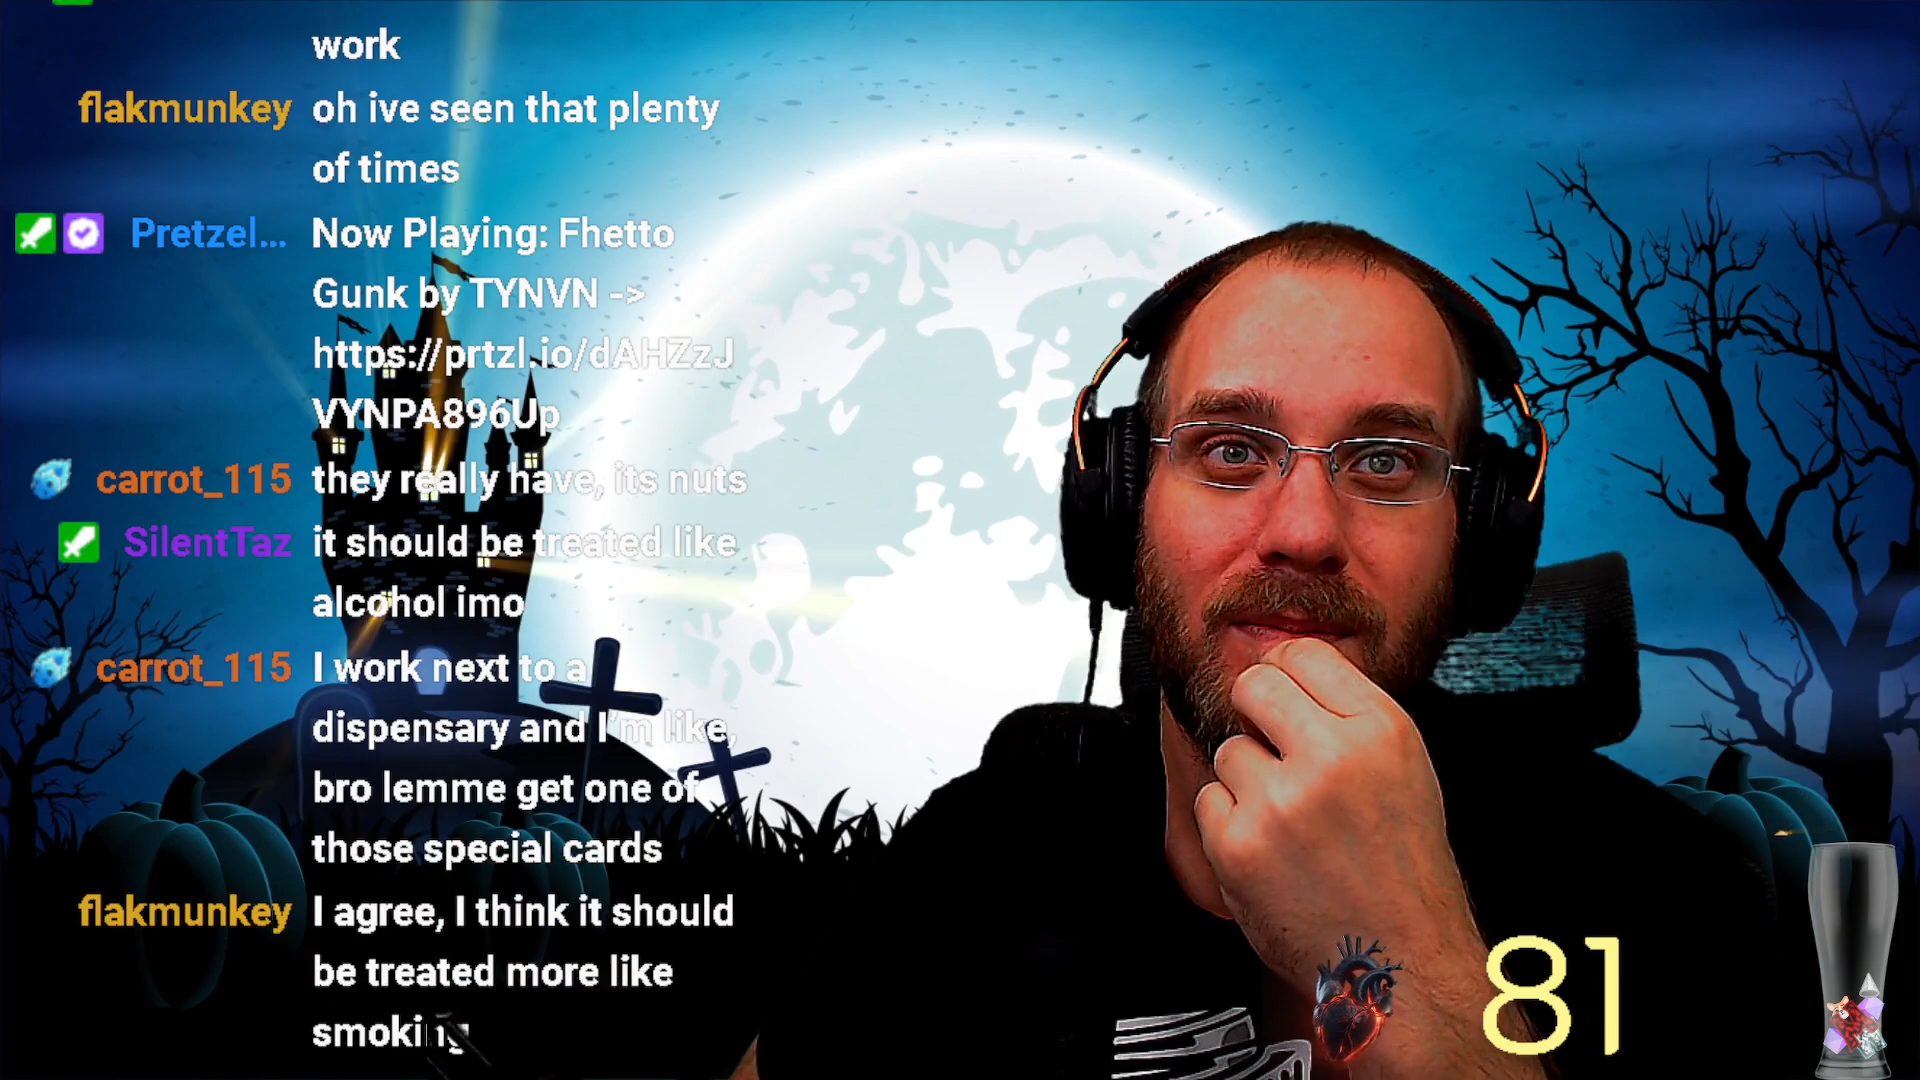 work
flakmunkey oh ive seen that plenty
of times
Pretzel... Now Playing: Fhetto
Gunk by TYNVN ->
https://prtzl.io/dAHZzJ
VYNPA896Up
carrot_115 they really have, its nuts
SilentTaz it should be treated like
alcohol imo
carrot_115 I work next to a
dispensary and I'm like,
bro lemme get one of
those special cards
flakmunkey I agree, I think it should
be treated more like
smoking
81